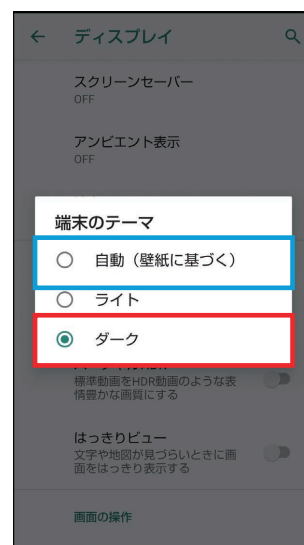 ディスプレイ
スクリーンセーバー
OFF
アンビエント表示
OFF
端末のテーマ
自動（壁紙に基づく）
ライト
ダーク
標準動画をHDR動画のような表
情豊かな画質にする
はっきりビュー
文字や地図が見づらいときに画
面をはっきり表示する
画面の操作